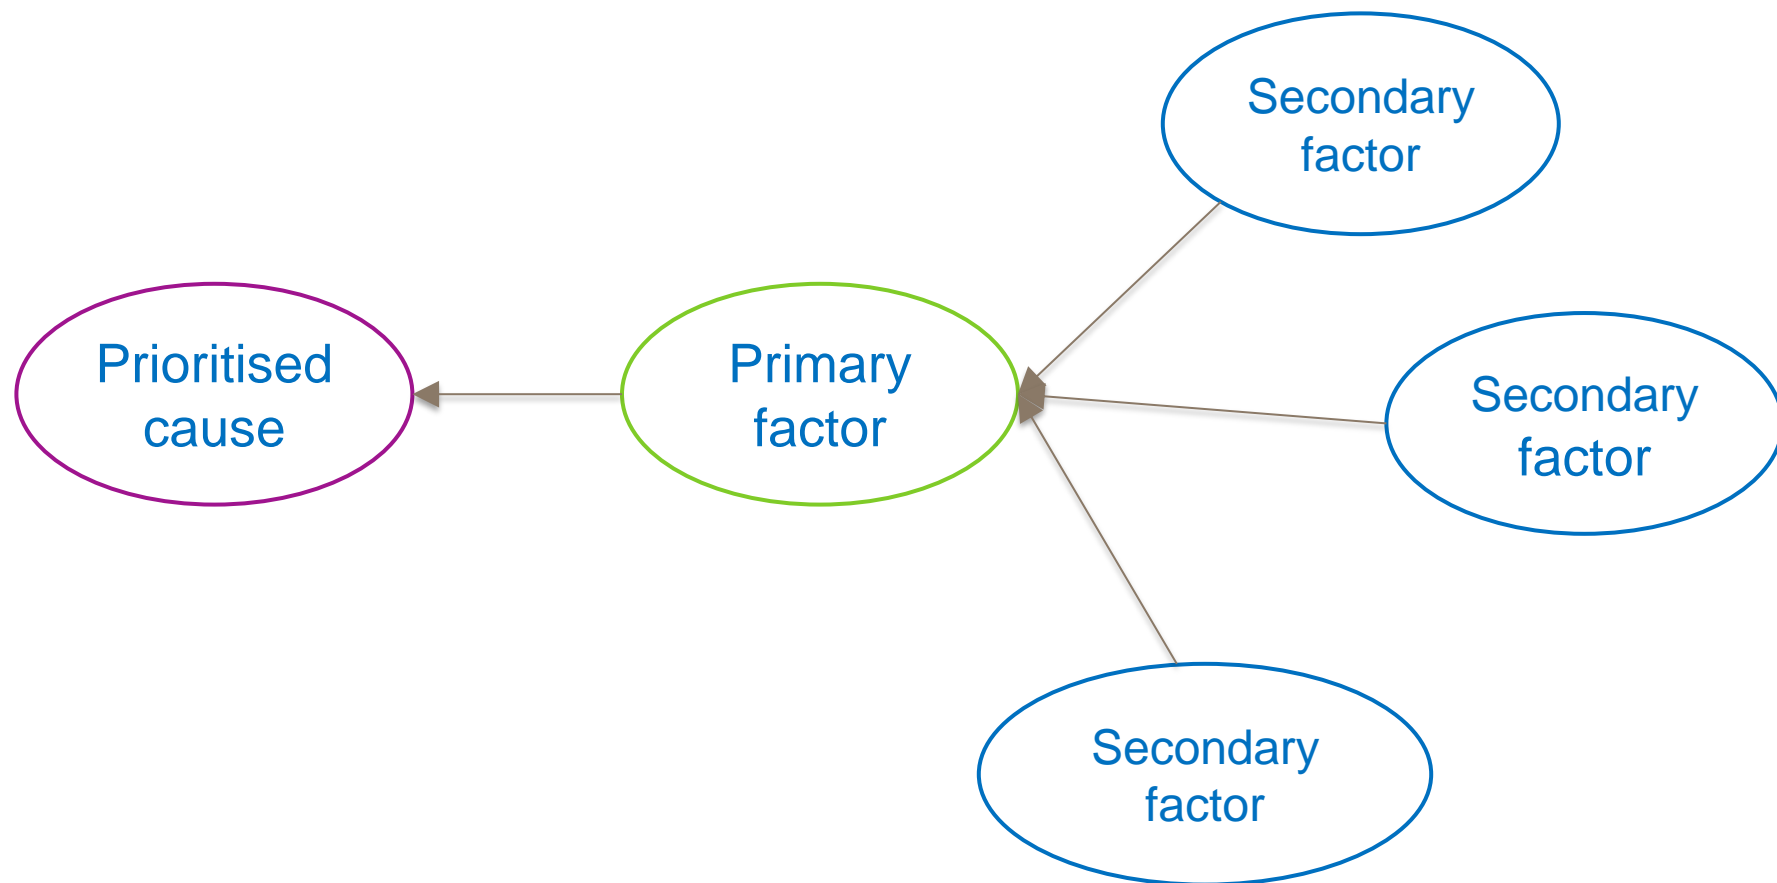 Secondary
factor
Prioritised
cause
Primary
factor
Secondary
factor
Secondary
factor